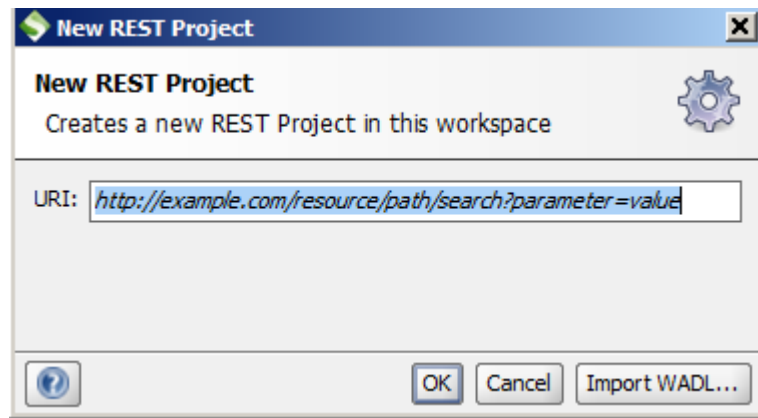 New REST Project
New REST Project
Creates a new REST Project in this workspace
URI: http://example.com/resource/path/search?parameter=value
? OK Cancel Import WADL...